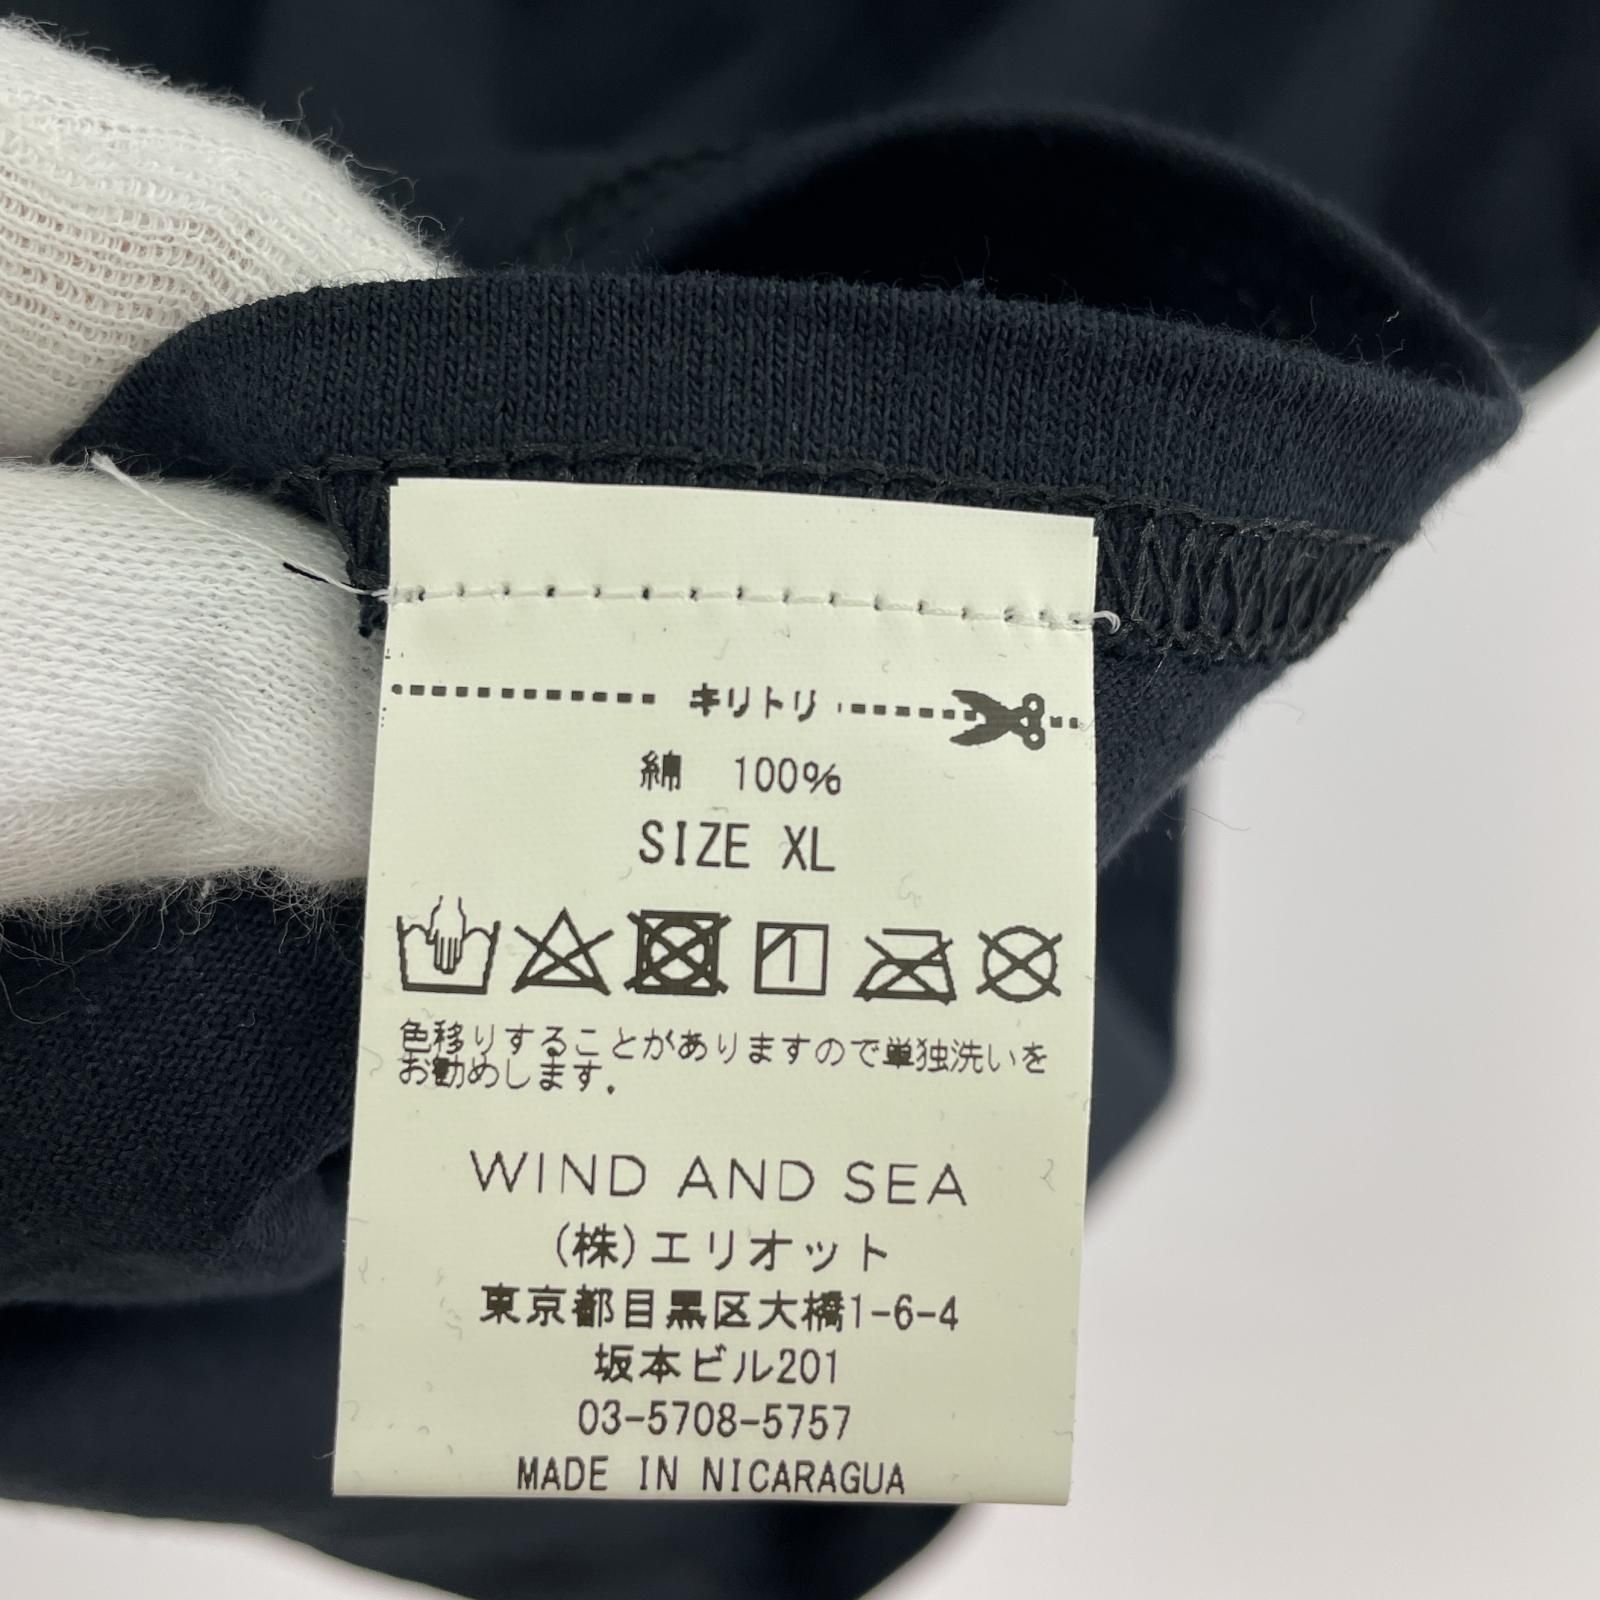 キリトリ
綿 100%
SIZE XL
色移りすることがありますので単独洗いを
お勧めします.
WIND AND SEA
(株)エリオット
東京都目黒区大橋1-6-4
坂本ビル201
03-5708-5757
MADE IN NICARAGUA